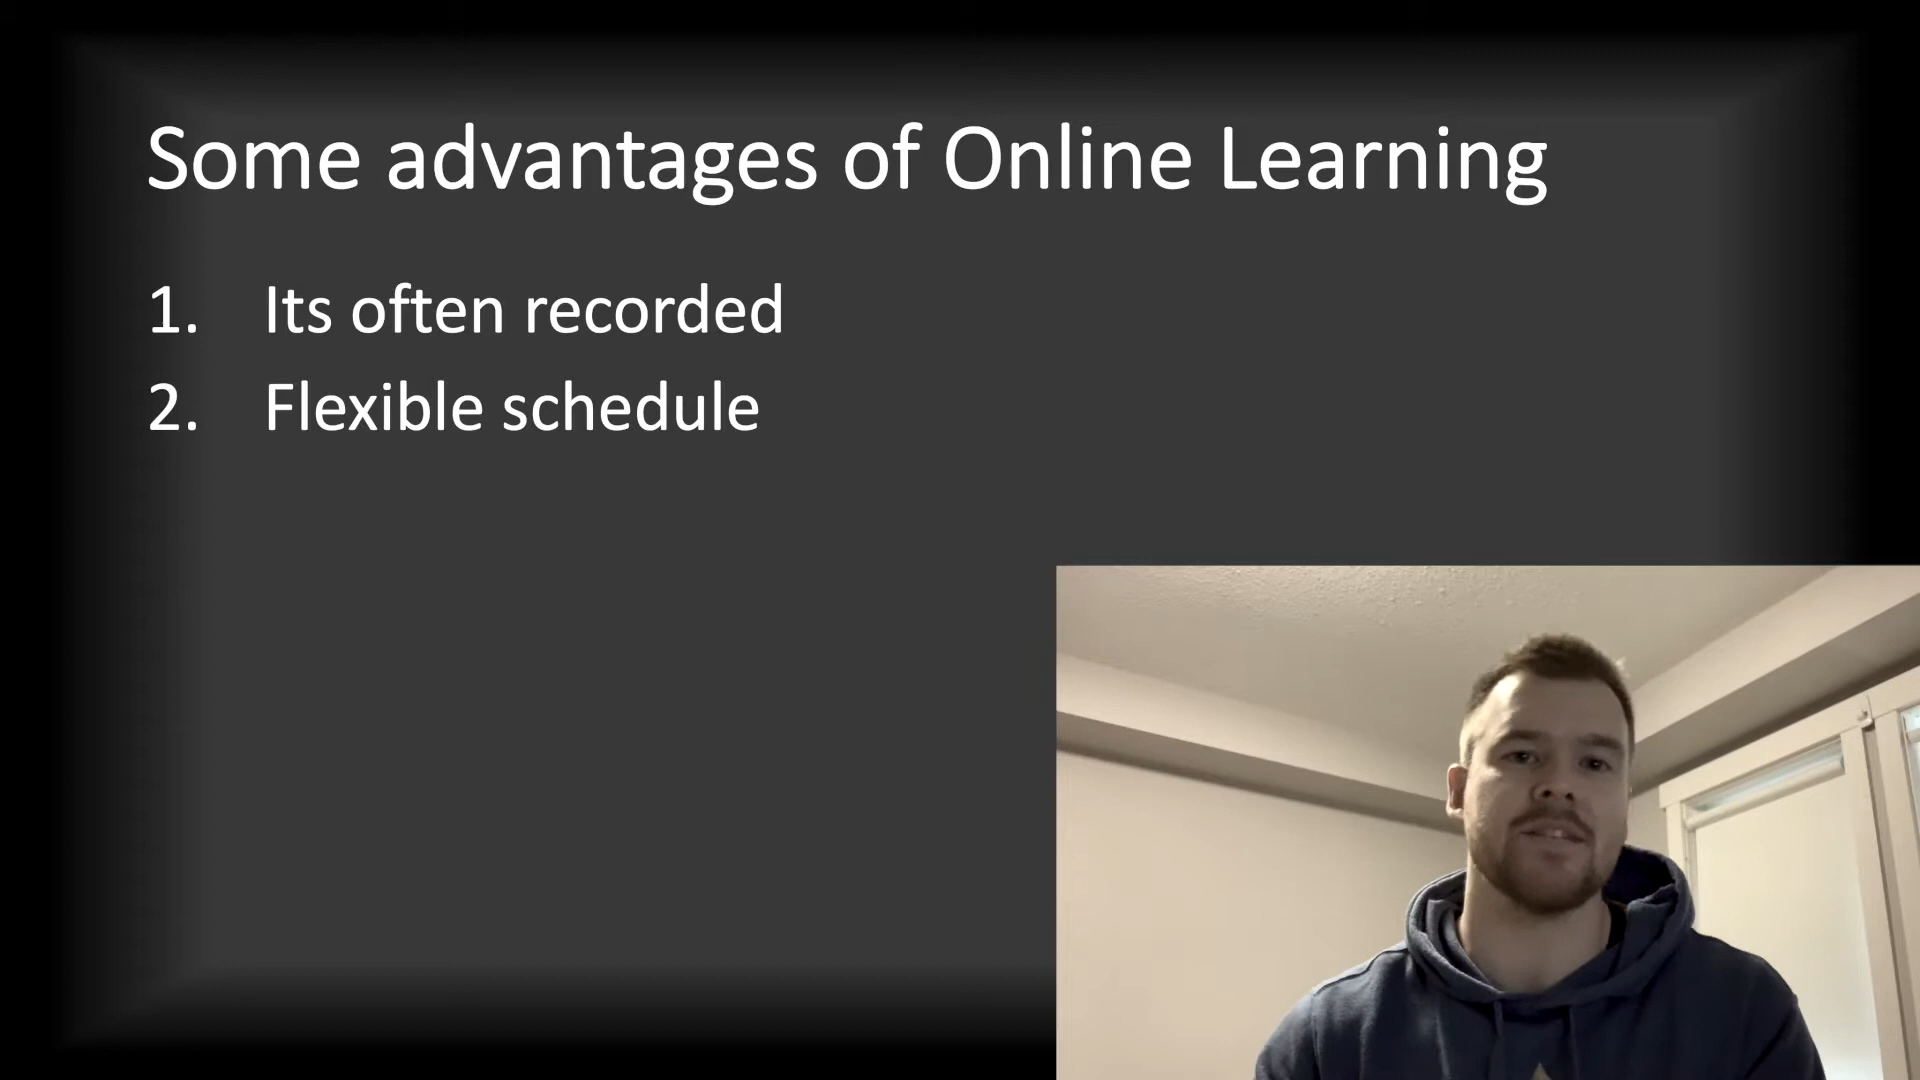 Some advantages of Online Learning
1. Its often recorded
2. Flexible schedule